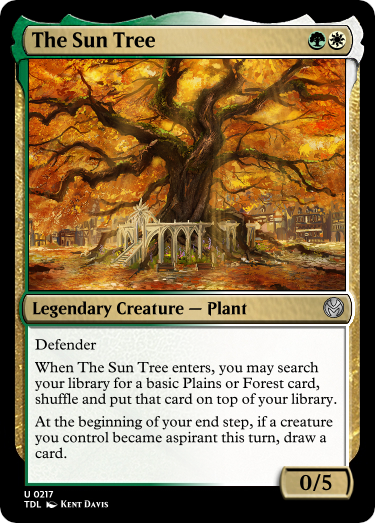 The Sun Tree
Legendary Creature — Plant
Defender
When The Sun Tree enters, you may search
your library for a basic Plains or Forest card,
shuffle and put that card on top of your library.
At the beginning of your end step, if a creature
you control became aspirant this turn, draw a
card.
0/5
U 0217
TDL Kent Davis